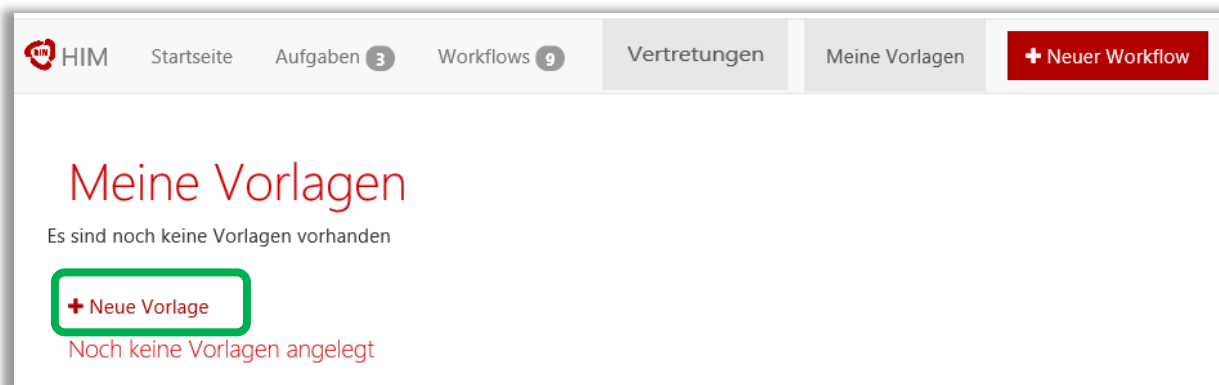 HIM Startseite Aufgaben 3 Workflows 9 Vertretungen Meine Vorlagen + Neuer Workflow
Meine Vorlagen
Es sind noch keine Vorlagen vorhanden
+ Neue Vorlage
Noch keine Vorlagen angelegt